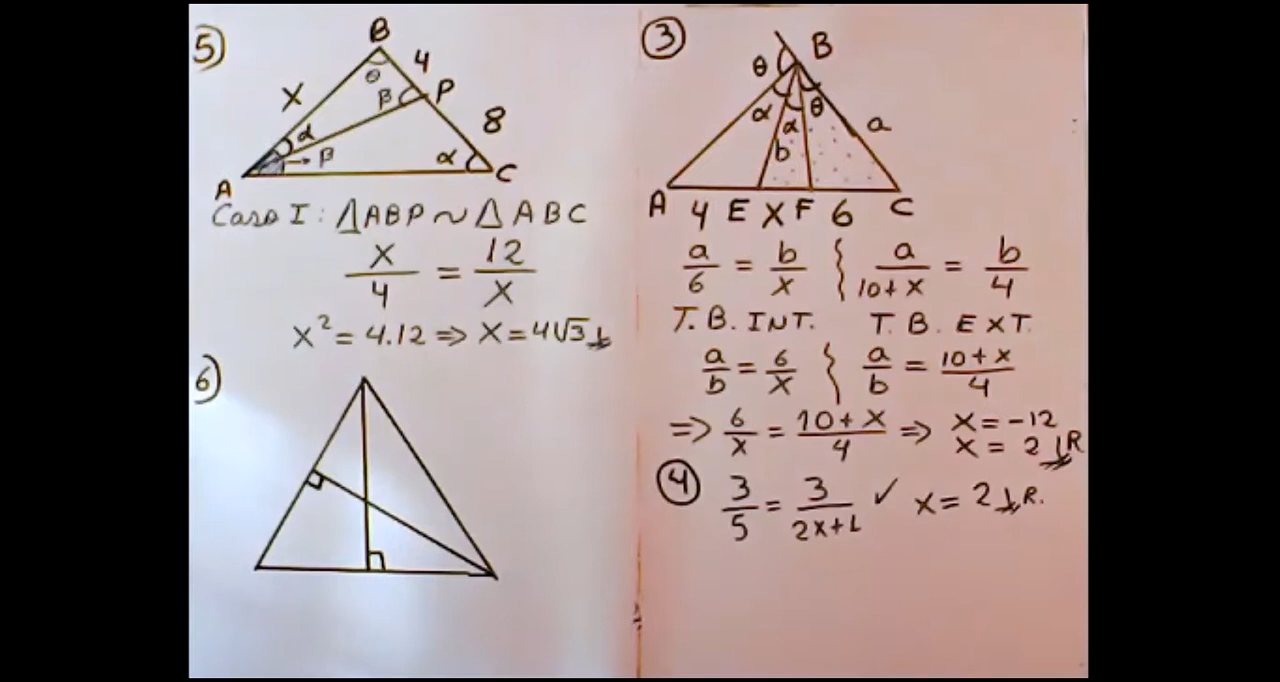 5)
B
θ
4
X
β
P
α
8
→ β
α
A
C
Caso I: △ABP ~ △ABC
X/4 = 12/X
X² = 4.12 ⇒ X = 4√3
6)
3
B
θ
α
α
θ
a
b
A 4 E X F 6 C
a/6 = b/x { a/10+x = b/4
T. B. INT. T. B. EXT.
a/b = 6/x { a/b = 10+x/4
⇒ 6/x = 10+x/4 ⇒ x = -12
x = 2 R
4 3/5 = 3/2x+1 ✓ x = 2 R.